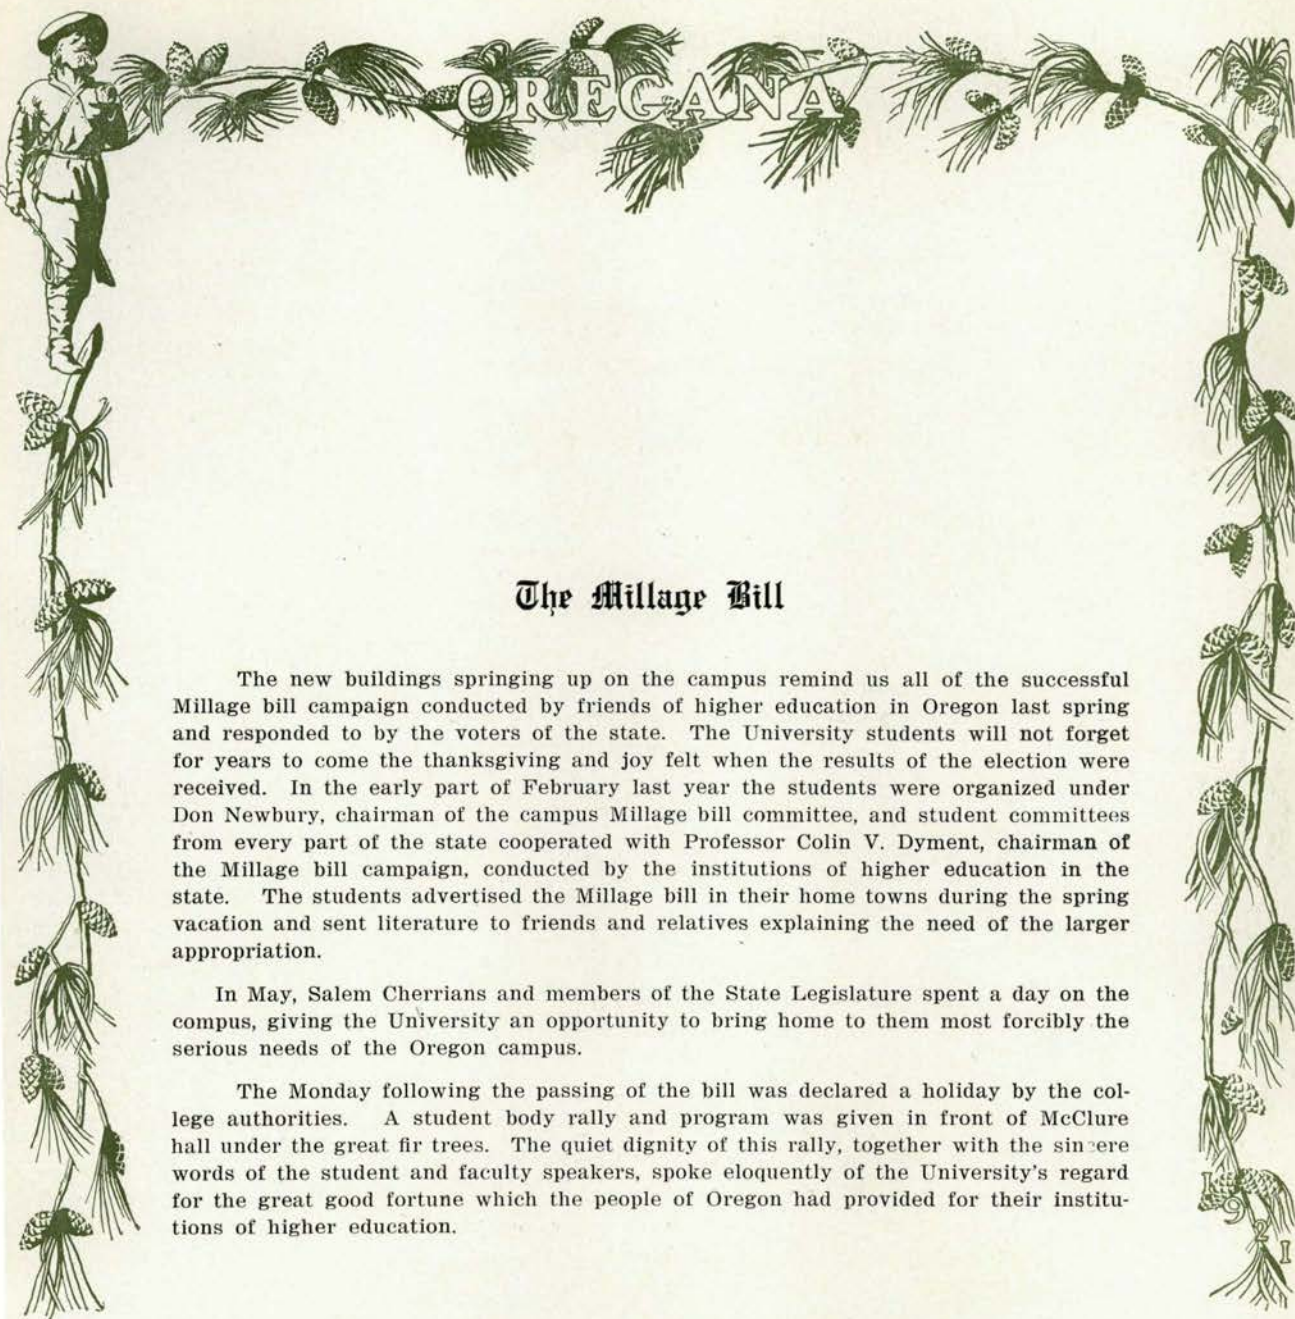 OREGANA
The Millage Bill
The new buildings springing up on the campus remind us all of the successful
Millage bill campaign conducted by friends of higher education in Oregon last spring
and responded to by the voters of the state. The University students will not forget
for years to come the thanksgiving and joy felt when the results of the election were
received. In the early part of February last year the students were organized under
Don Newbury, chairman of the campus Millage bill committee, and student committees
from every part of the state cooperated with Professor Colin V. Dyment, chairman of
the Millage bill campaign, conducted by the institutions of higher education in the
state. The students advertised the Millage bill in their home towns during the spring
vacation and sent literature to friends and relatives explaining the need of the larger
appropriation.
In May, Salem Cherrians and members of the State Legislature spent a day on the
compus, giving the University an opportunity to bring home to them most forcibly the
serious needs of the Oregon campus.
The Monday following the passing of the bill was declared a holiday by the col-
lege authorities. A student body rally and program was given in front of McClure
hall under the great fir trees. The quiet dignity of this rally, together with the sincere
words of the student and faculty speakers, spoke eloquently of the University's regard
for the great good fortune which the people of Oregon had provided for their institu-
tions of higher education.
1921